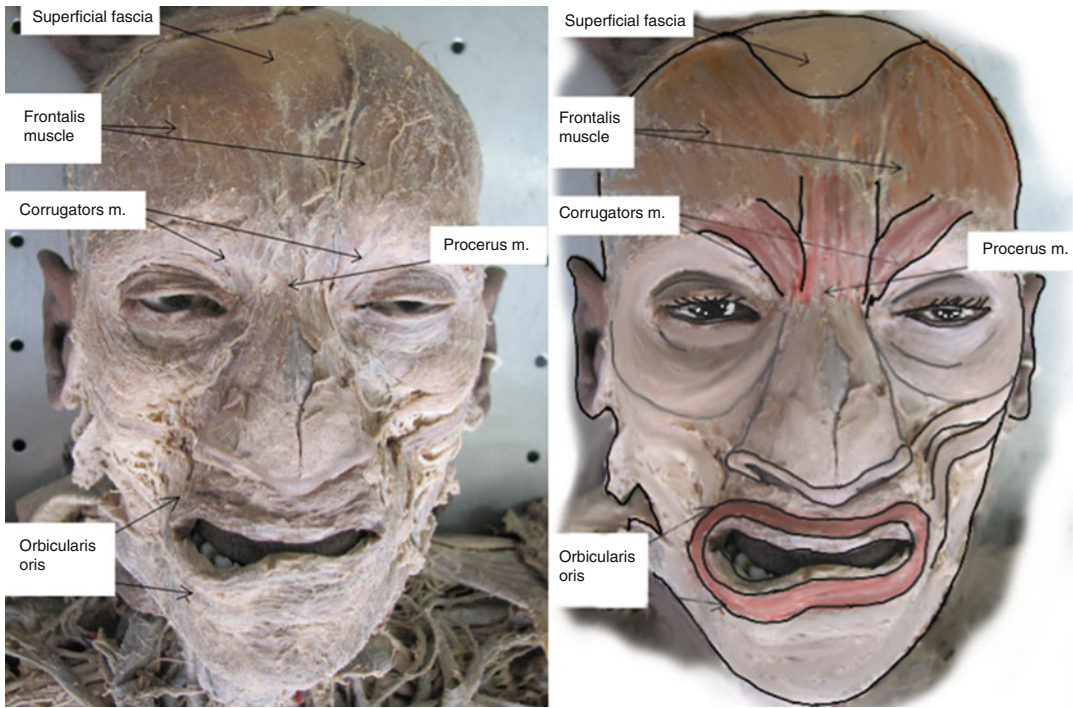 Superficial fascia
Frontalis
muscle
Corrugators m.
Procerus m.
Orbicularis
oris
Superficial fascia
Frontalis
muscle
Corrugators m.
Procerus m.
Orbicularis
oris